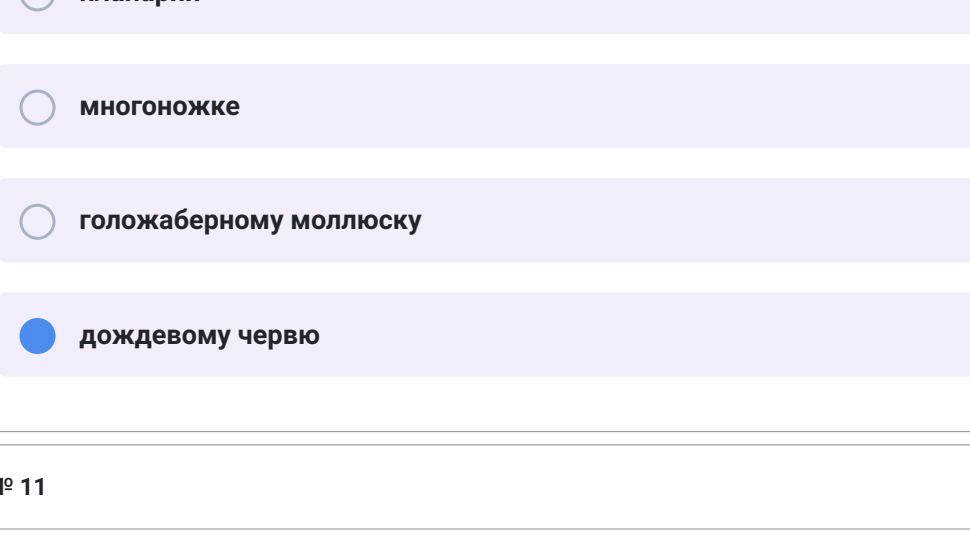 многоножке
голожаберному моллюску
дождевому червю
№ 11